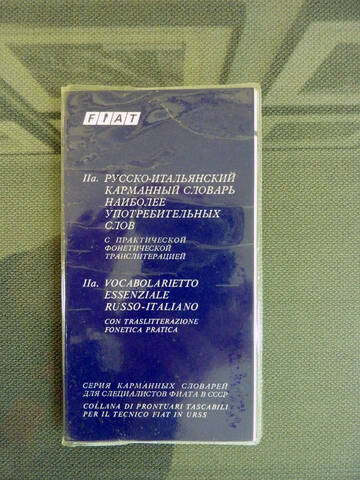 FIAT
IIa. РУССКО-ИТАЛЬЯНСКИЙ
КАРМАННЫЙ СЛОВАРЬ
НАИБОЛЕЕ
УПОТРЕБИТЕЛЬНЫХ
СЛОВ
С ПРАКТИЧЕСКОЙ
ФОНЕТИЧЕСКОЙ
ТРАНСЛИТЕРАЦИЕЙ
IIa. VOCABOLARIETTO
ESSENZIALE
RUSSO-ITALIANO
CON TRASLITTERAZIONE
FONETICA PRATICA
СЕРИЯ КАРМАННЫХ СЛОВАРЕЙ
ДЛЯ СПЕЦИАЛИСТОВ ФИАТА В СССР
COLLANA DI PRONTUARI TASCABILI
PER IL TECNICO FIAT IN URSS